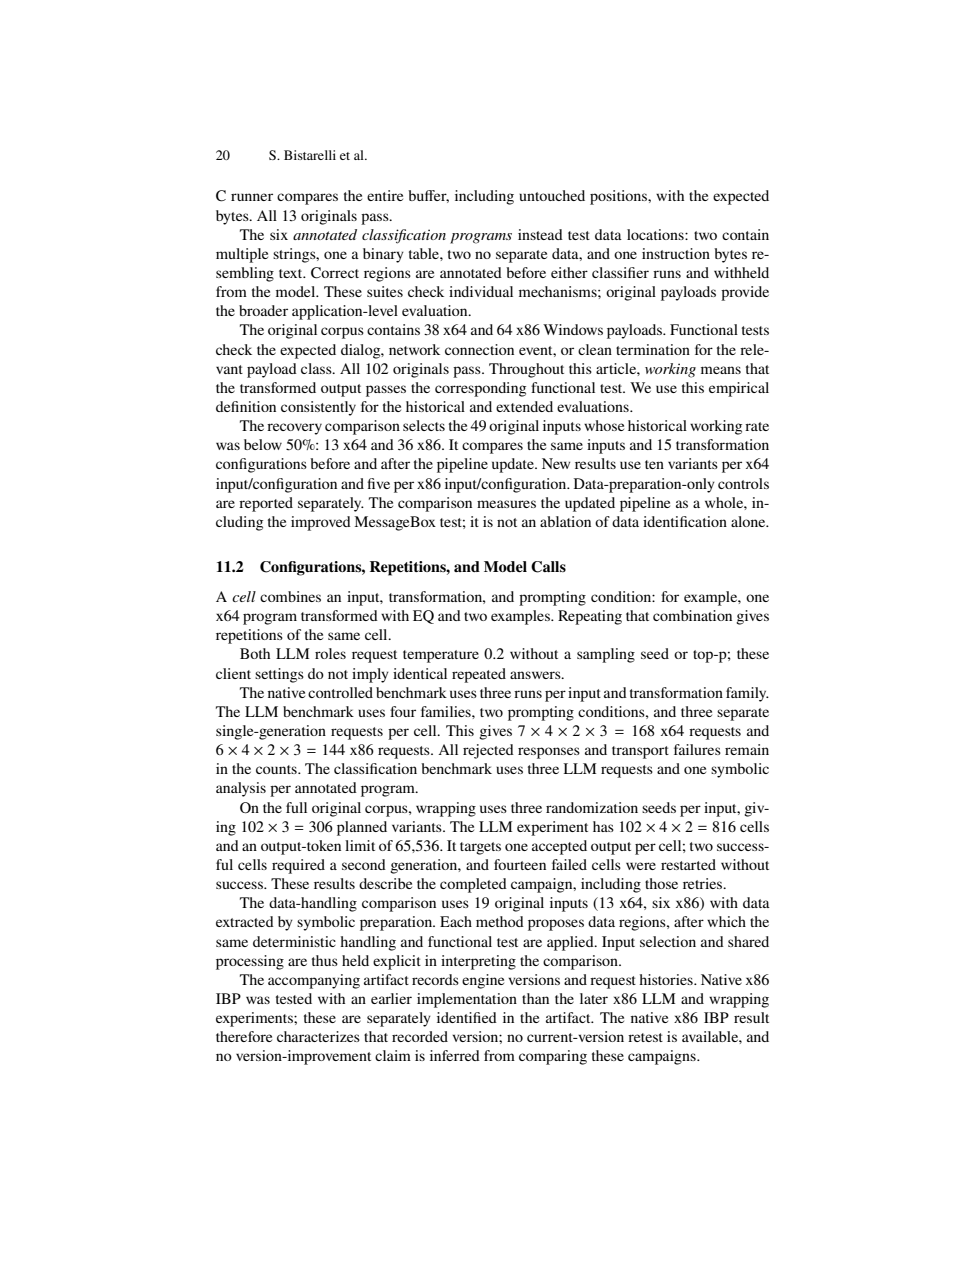 20 S. Bistarelli et al.
C runner compares the entire buffer, including untouched positions, with the expected
bytes. All 13 originals pass.
The six annotated classification programs instead test data locations: two contain
multiple strings, one a binary table, two no separate data, and one instruction bytes re-
sembling text. Correct regions are annotated before either classifier runs and withheld
from the model. These suites check individual mechanisms; original payloads provide
the broader application-level evaluation.
The original corpus contains 38 x64 and 64 x86 Windows payloads. Functional tests
check the expected dialog, network connection event, or clean termination for the rele-
vant payload class. All 102 originals pass. Throughout this article, working means that
the transformed output passes the corresponding functional test. We use this empirical
definition consistently for the historical and extended evaluations.
The recovery comparison selects the 49 original inputs whose historical working rate
was below 50%: 13 x64 and 36 x86. It compares the same inputs and 15 transformation
configurations before and after the pipeline update. New results use ten variants per x64
input/configuration and five per x86 input/configuration. Data-preparation-only controls
are reported separately. The comparison measures the updated pipeline as a whole, in-
cluding the improved MessageBox test; it is not an ablation of data identification alone.
11.2 Configurations, Repetitions, and Model Calls
A cell combines an input, transformation, and prompting condition: for example, one
x64 program transformed with EQ and two examples. Repeating that combination gives
repetitions of the same cell.
Both LLM roles request temperature 0.2 without a sampling seed or top-p; these
client settings do not imply identical repeated answers.
The native controlled benchmark uses three runs per input and transformation family.
The LLM benchmark uses four families, two prompting conditions, and three separate
single-generation requests per cell. This gives 7 × 4 × 2 × 3 = 168 x64 requests and
6 × 4 × 2 × 3 = 144 x86 requests. All rejected responses and transport failures remain
in the counts. The classification benchmark uses three LLM requests and one symbolic
analysis per annotated program.
On the full original corpus, wrapping uses three randomization seeds per input, giv-
ing 102 × 3 = 306 planned variants. The LLM experiment has 102 × 4 × 2 = 816 cells
and an output-token limit of 65,536. It targets one accepted output per cell; two success-
ful cells required a second generation, and fourteen failed cells were restarted without
success. These results describe the completed campaign, including those retries.
The data-handling comparison uses 19 original inputs (13 x64, six x86) with data
extracted by symbolic preparation. Each method proposes data regions, after which the
same deterministic handling and functional test are applied. Input selection and shared
processing are thus held explicit in interpreting the comparison.
The accompanying artifact records engine versions and request histories. Native x86
IBP was tested with an earlier implementation than the later x86 LLM and wrapping
experiments; these are separately identified in the artifact. The native x86 IBP result
therefore characterizes that recorded version; no current-version retest is available, and
no version-improvement claim is inferred from comparing these campaigns.